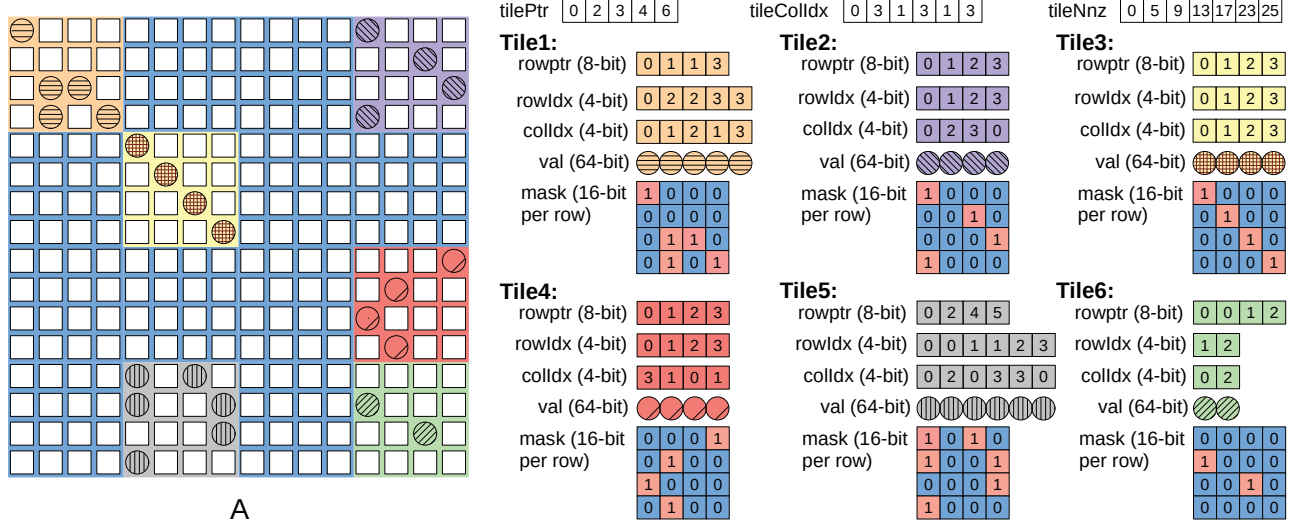 tilePtr 0 2 3 4 6 tileColIdx 0 3 1 3 1 3 tileNnz 0 5 9 13 17 23 25
Tile1: Tile2: Tile3:
rowptr (8-bit) 0 1 1 3 rowptr (8-bit) 0 1 2 3 rowptr (8-bit) 0 1 2 3
rowIdx (4-bit) 0 2 2 3 3 rowIdx (4-bit) 0 1 2 3 rowIdx (4-bit) 0 1 2 3
colIdx (4-bit) 0 1 2 1 3 colIdx (4-bit) 0 2 3 0 colIdx (4-bit) 0 1 2 3
val (64-bit) val (64-bit) val (64-bit)
mask (16-bit 1 0 0 0 mask (16-bit 1 0 0 0 mask (16-bit 1 0 0 0
per row) 0 0 0 0 per row) 0 0 1 0 per row) 0 1 0 0
0 1 1 0 0 0 0 1 0 0 1 0
0 1 0 1 1 0 0 0 0 0 0 1
Tile4: Tile5: Tile6:
rowptr (8-bit) 0 1 2 3 rowptr (8-bit) 0 2 4 5 rowptr (8-bit) 0 0 1 2
rowIdx (4-bit) 0 1 2 3 rowIdx (4-bit) 0 0 1 1 2 3 rowIdx (4-bit) 1 2
colIdx (4-bit) 3 1 0 1 colIdx (4-bit) 0 2 0 3 3 0 colIdx (4-bit) 0 2
val (64-bit) val (64-bit) val (64-bit)
mask (16-bit 0 0 0 1 mask (16-bit 1 0 1 0 mask (16-bit 0 0 0 0
per row) 0 1 0 0 per row) 1 0 0 1 per row) 1 0 0 0
1 0 0 0 0 0 0 1 0 0 1 0
0 1 0 0 1 0 0 0 0 0 0 0
A